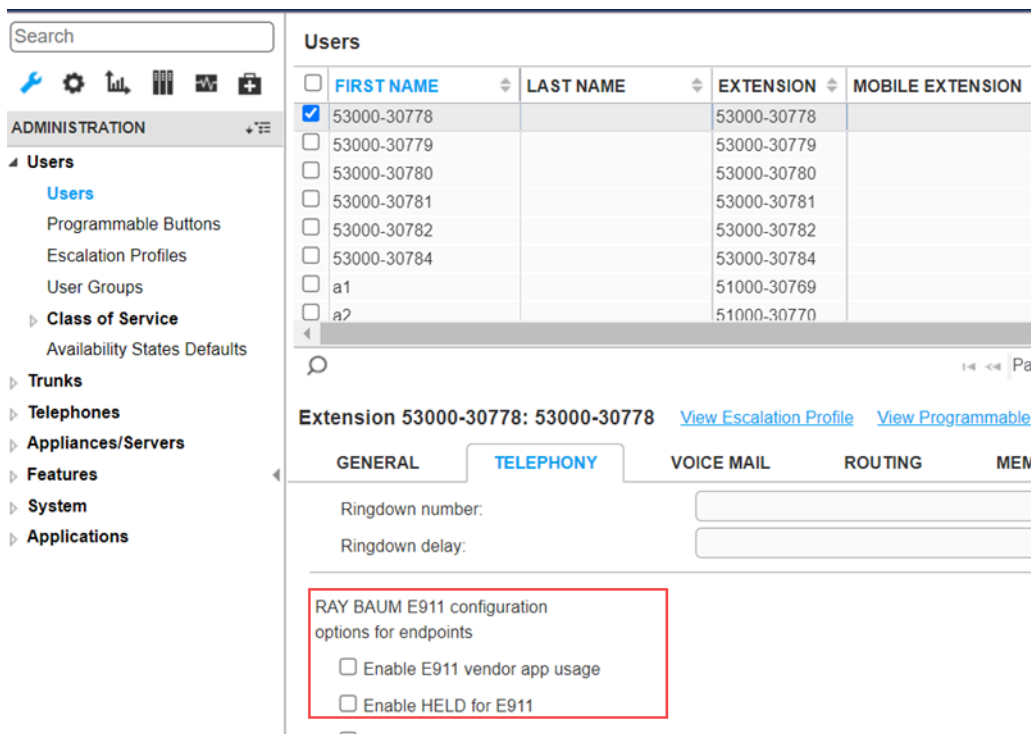 Search
ADMINISTRATION
Users
Users
Programmable Buttons
Escalation Profiles
User Groups
Class of Service
Availability States Defaults
Trunks
Telephones
Appliances/Servers
Features
System
Applications
Users
FIRST NAME LAST NAME EXTENSION MOBILE EXTENSION
53000-30778 53000-30778
53000-30779 53000-30779
53000-30780 53000-30780
53000-30781 53000-30781
53000-30782 53000-30782
53000-30784 53000-30784
a1 51000-30769
a2 51000-30770
Pa
Extension 53000-30778: 53000-30778 View Escalation Profile View Programmable
GENERAL TELEPHONY VOICE MAIL ROUTING MEM
Ringdown number:
Ringdown delay:
RAY BAUM E911 configuration
options for endpoints
Enable E911 vendor app usage
Enable HELD for E911